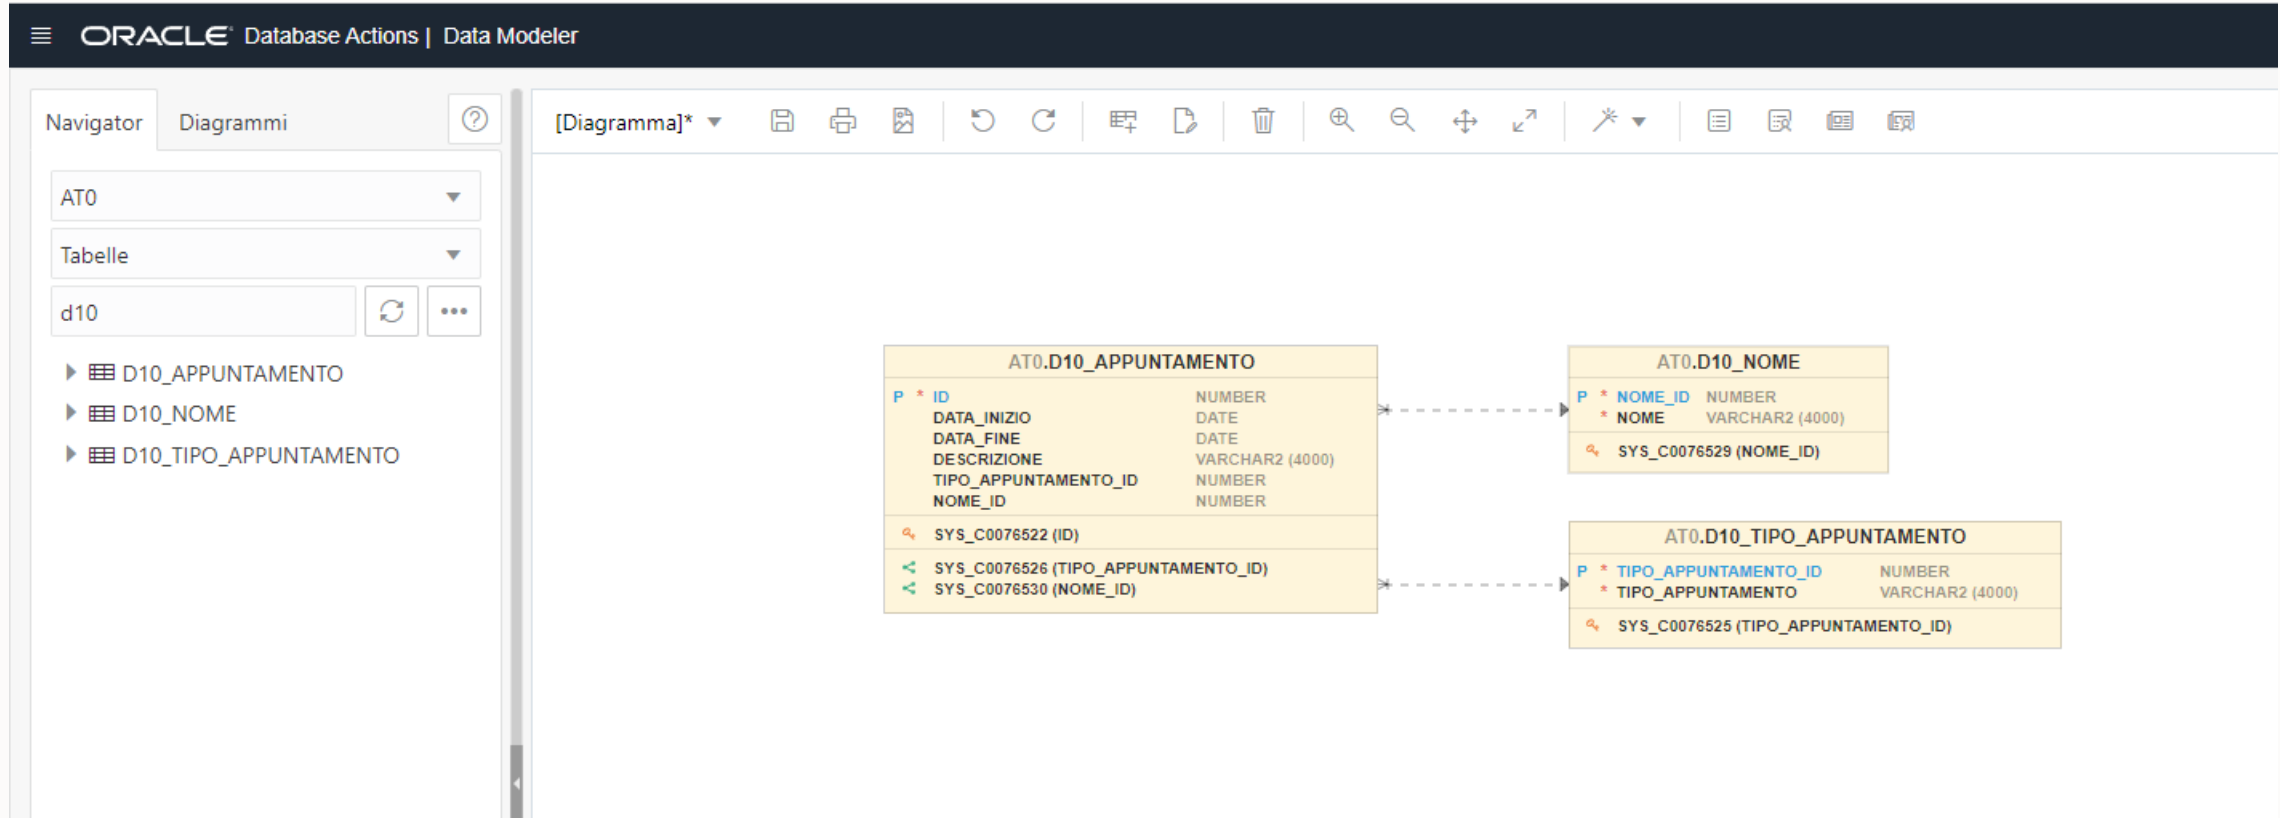 ORACLE Database Actions | Data Modeler
Navigator
Diagrammi
[Diagramma]*
AT0
Tabelle
d10
D10_APPUNTAMENTO
D10_NOME
D10_TIPO_APPUNTAMENTO
AT0.D10_APPUNTAMENTO
P * ID NUMBER
DATA_INIZIO DATE
DATA_FINE DATE
DESCRIZIONE VARCHAR2 (4000)
TIPO_APPUNTAMENTO_ID NUMBER
NOME_ID NUMBER
SYS_C0076522 (ID)
SYS_C0076526 (TIPO_APPUNTAMENTO_ID)
SYS_C0076530 (NOME_ID)
AT0.D10_NOME
P * NOME_ID NUMBER
* NOME VARCHAR2 (4000)
SYS_C0076529 (NOME_ID)
AT0.D10_TIPO_APPUNTAMENTO
P * TIPO_APPUNTAMENTO_ID NUMBER
* TIPO_APPUNTAMENTO VARCHAR2 (4000)
SYS_C0076525 (TIPO_APPUNTAMENTO_ID)